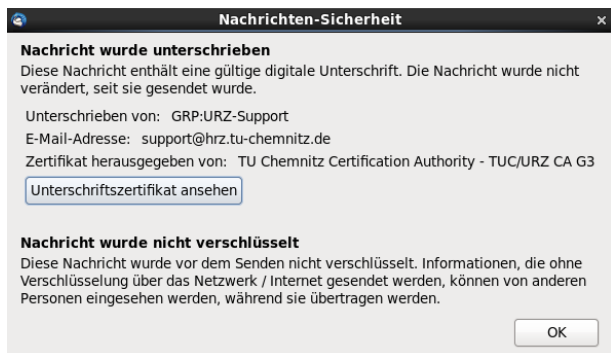 Nachrichten-Sicherheit
Nachricht wurde unterschrieben
Diese Nachricht enthält eine gültige digitale Unterschrift. Die Nachricht wurde nicht
verändert, seit sie gesendet wurde.
Unterschrieben von: GRP:URZ-Support
E-Mail-Adresse: support@hrz.tu-chemnitz.de
Zertifikat herausgegeben von: TU Chemnitz Certification Authority - TUC/URZ CA G3
Unterschriftszertifikat ansehen
Nachricht wurde nicht verschlüsselt
Diese Nachricht wurde vor dem Senden nicht verschlüsselt. Informationen, die ohne
Verschlüsselung über das Netzwerk / Internet gesendet werden, können von anderen
Personen eingesehen werden, während sie übertragen werden.
OK